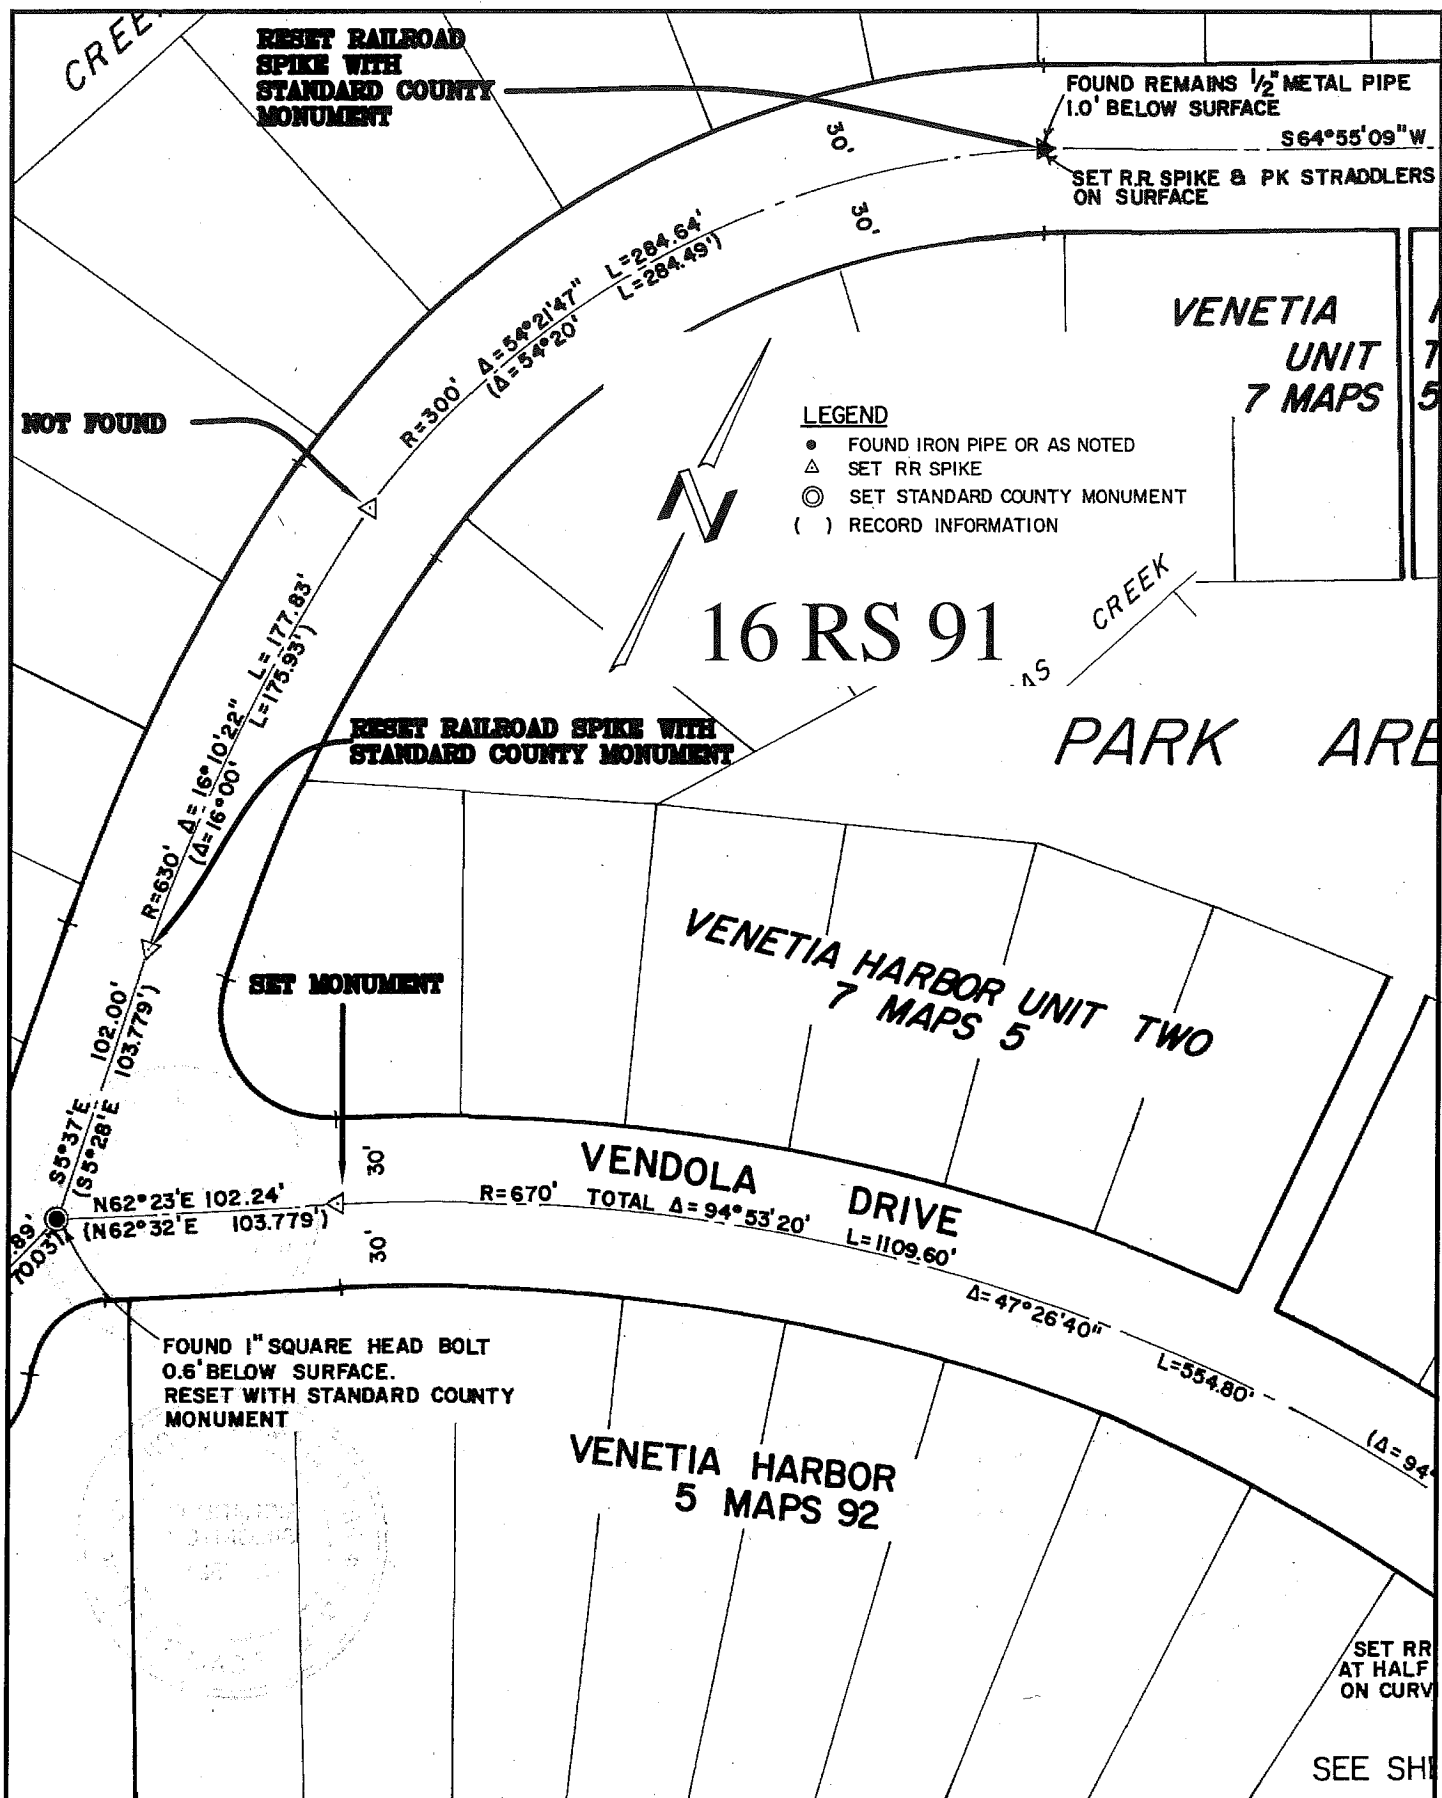 CREE
RESET RAILROAD
SPIKE WITH
STANDARD COUNTY
MONUMENT
FOUND REMAINS 1/2" METAL PIPE
1.0' BELOW SURFACE
S64°55'09"W
SET R.R. SPIKE & PK STRADDLERS
ON SURFACE
30'
30'
R=300' Δ=54°21'47" L=284.64'
(Δ=54°20' L=284.49')
VENETIA
UNIT
7 MAPS
5
NOT FOUND
LEGEND
● FOUND IRON PIPE OR AS NOTED
△ SET RR SPIKE
◎ SET STANDARD COUNTY MONUMENT
( ) RECORD INFORMATION
N
16 RS 91
CREEK
AS
R=630' Δ=16°10'22" L=177.83'
(Δ=16°00' L=175.93')
RESET RAILROAD SPIKE WITH
STANDARD COUNTY MONUMENT
PARK ARE
VENETIA HARBOR UNIT TWO
7 MAPS 5
SET MONUMENT
S5°37'E 102.00'
(S5°28'E 103.779')
30'
30'
N62°23'E 102.24'
(N62°32'E 103.779')
.89'
70.03')
VENDOLA DRIVE
R=670' TOTAL Δ=94°53'20" L=1109.60'
Δ=47°26'40" L=554.80'
(Δ=94°
FOUND 1" SQUARE HEAD BOLT
0.6' BELOW SURFACE.
RESET WITH STANDARD COUNTY
MONUMENT
VENETIA HARBOR
5 MAPS 92
SET RR
AT HALF
ON CURV
SEE SH